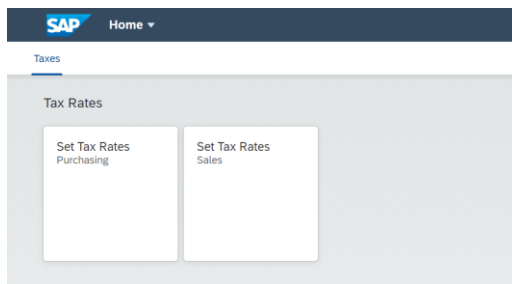 SAP Home
Taxes
Tax Rates
Set Tax Rates
Purchasing
Set Tax Rates
Sales